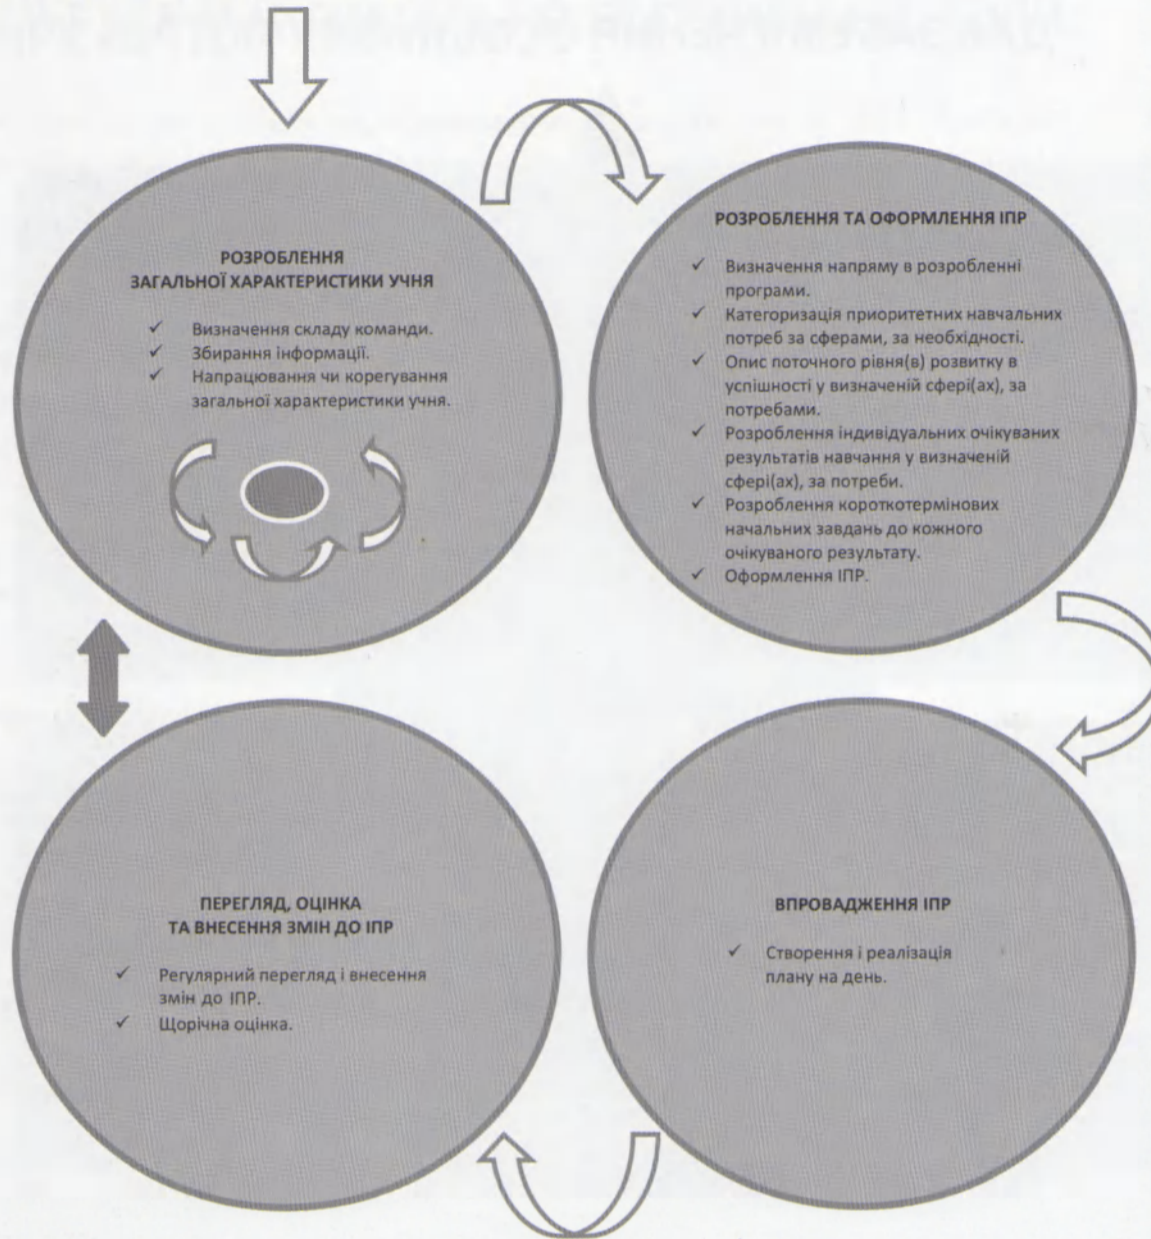 РОЗРОБЛЕННЯ
ЗАГАЛЬНОЇ ХАРАКТЕРИСТИКИ УЧНЯ
✓ Визначення складу команди.
✓ Збирання інформації.
✓ Напрацювання чи корегування
загальної характеристики учня.
РОЗРОБЛЕННЯ ТА ОФОРМЛЕННЯ ІПР
✓ Визначення напряму в розробленні
програми.
✓ Категоризація приоритетних навчальних
потреб за сферами, за необхідності.
✓ Опис поточного рівня(в) розвитку в
успішності у визначеній сфері(ах), за
потребами.
✓ Розроблення індивідуальних очікуваних
результатів навчання у визначеній
сфері(ах), за потреби.
✓ Розроблення короткотермінових
начальних завдань до кожного
очікуваного результату.
✓ Оформлення ІПР.
ПЕРЕГЛЯД, ОЦІНКА
ТА ВНЕСЕННЯ ЗМІН ДО ІПР
✓ Регулярний перегляд і внесення
змін до ІПР.
✓ Щорічна оцінка.
ВПРОВАДЖЕННЯ ІПР
✓ Створення і реалізація
плану на день.